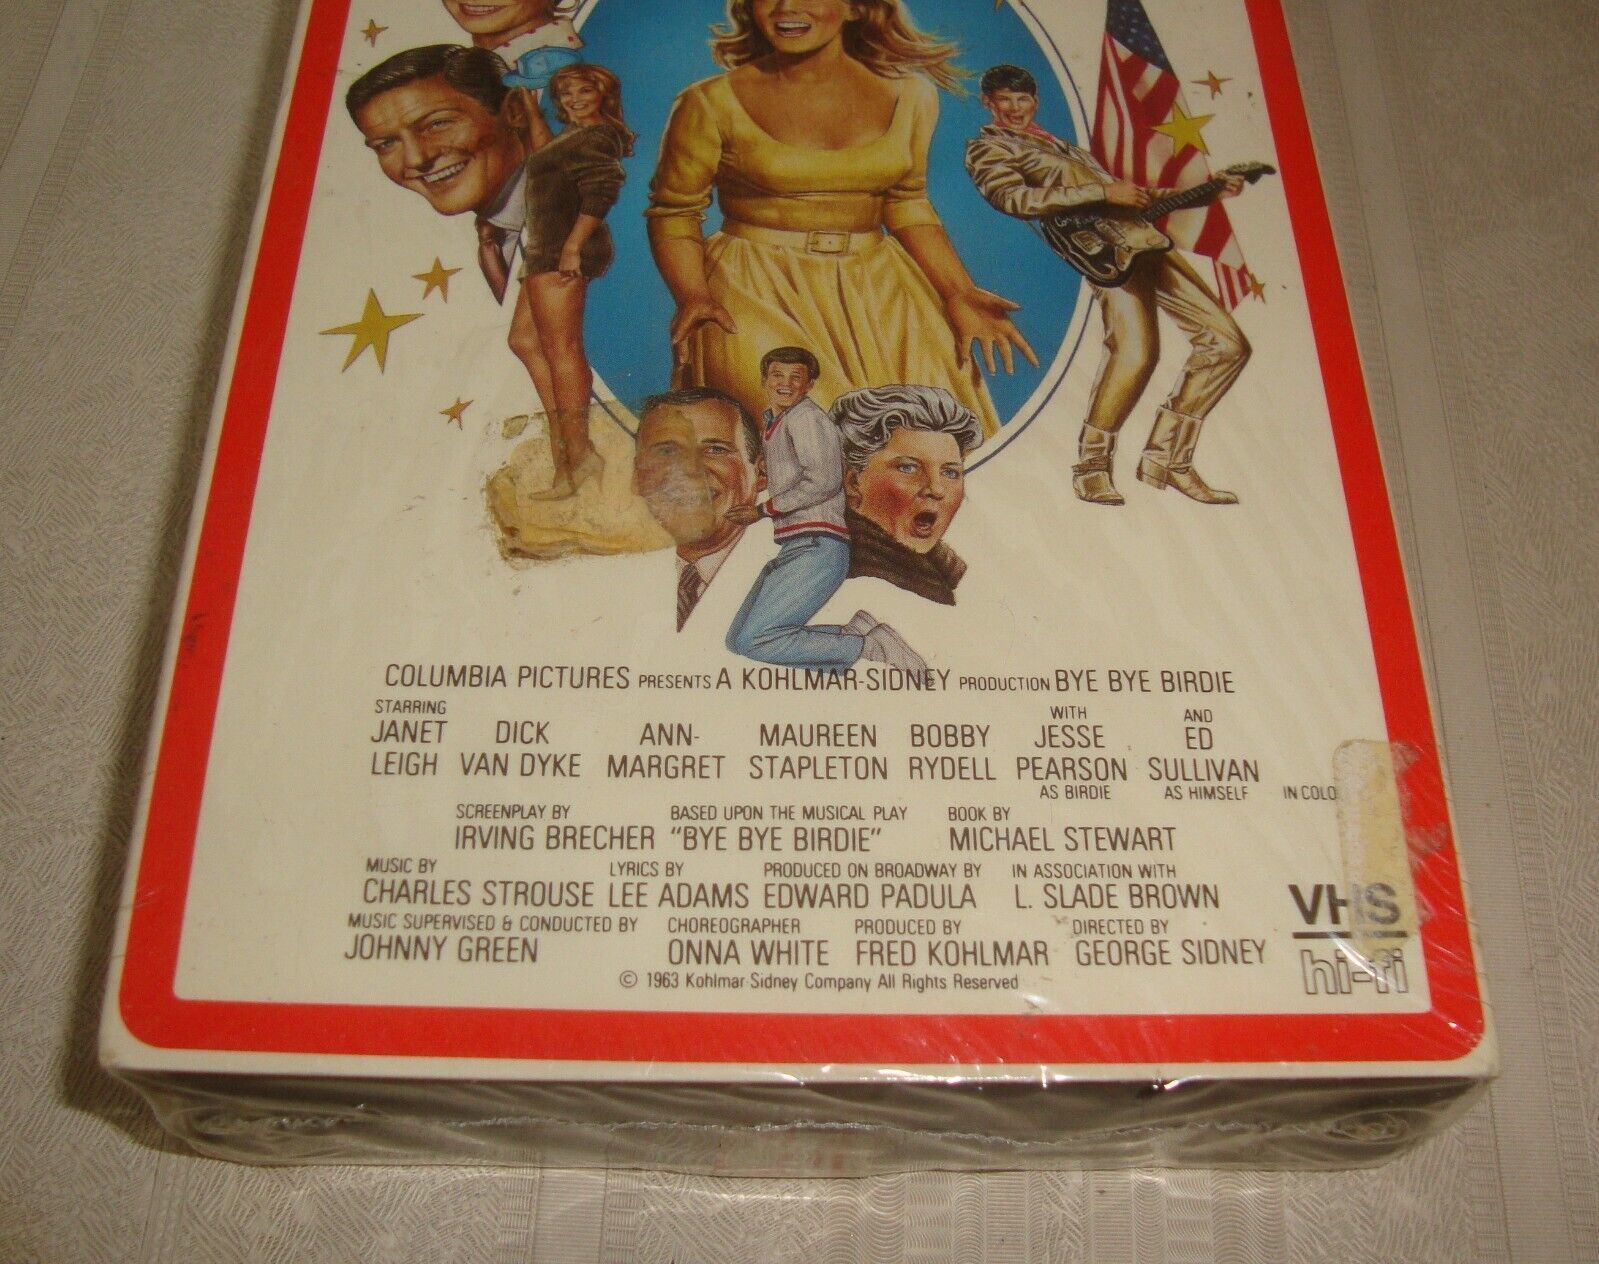 COLUMBIA PICTURES PRESENTS A KOHLMAR-SIDNEY PRODUCTION BYE BYE BIRDIE
STARRING WITH AND
JANET DICK ANN- MAUREEN BOBBY JESSE ED
LEIGH VAN DYKE MARGRET STAPLETON RYDELL PEARSON SULLIVAN
AS BIRDIE AS HIMSELF IN COLO
SCREENPLAY BY BASED UPON THE MUSICAL PLAY BOOK BY
IRVING BRECHER "BYE BYE BIRDIE" MICHAEL STEWART
MUSIC BY LYRICS BY PRODUCED ON BROADWAY BY IN ASSOCIATION WITH
CHARLES STROUSE LEE ADAMS EDWARD PADULA L. SLADE BROWN
MUSIC SUPERVISED & CONDUCTED BY CHOREOGRAPHER PRODUCED BY DIRECTED BY
JOHNNY GREEN ONNA WHITE FRED KOHLMAR GEORGE SIDNEY
© 1963 Kohlmar-Sidney Company All Rights Reserved
VHS
hi-fi